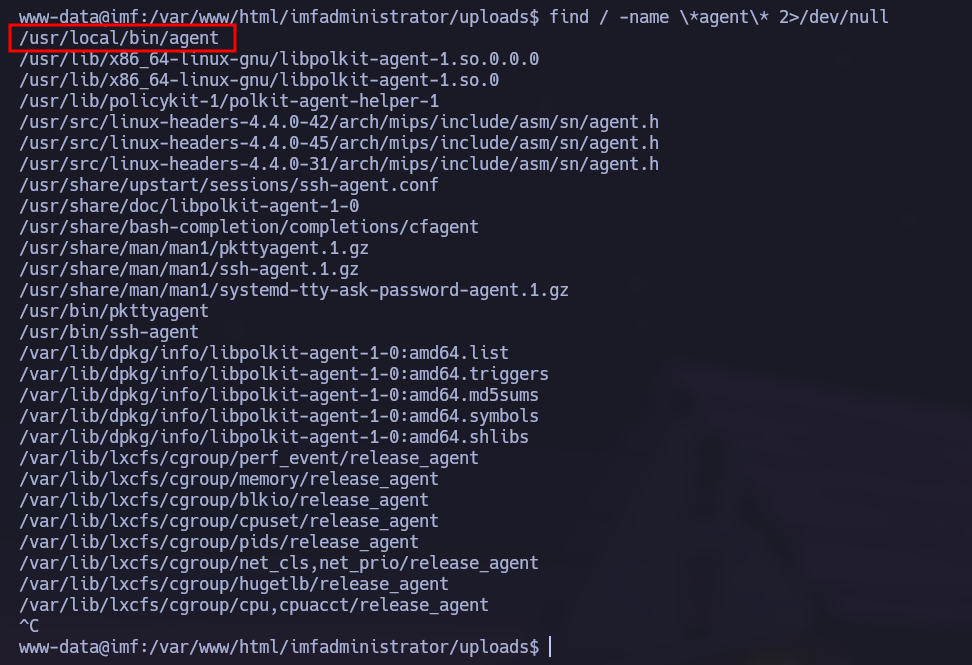 www-data@imf:/var/www/html/imfadministrator/uploads$ find / -name \*agent\* 2>/dev/null
/usr/local/bin/agent
/usr/lib/x86_64-linux-gnu/libpolkit-agent-1.so.0.0.0
/usr/lib/x86_64-linux-gnu/libpolkit-agent-1.so.0
/usr/lib/policykit-1/polkit-agent-helper-1
/usr/src/linux-headers-4.4.0-42/arch/mips/include/asm/sn/agent.h
/usr/src/linux-headers-4.4.0-45/arch/mips/include/asm/sn/agent.h
/usr/src/linux-headers-4.4.0-31/arch/mips/include/asm/sn/agent.h
/usr/share/upstart/sessions/ssh-agent.conf
/usr/share/doc/libpolkit-agent-1-0
/usr/share/bash-completion/completions/cfagent
/usr/share/man/man1/pkttyagent.1.gz
/usr/share/man/man1/ssh-agent.1.gz
/usr/share/man/man1/systemd-tty-ask-password-agent.1.gz
/usr/bin/pkttyagent
/usr/bin/ssh-agent
/var/lib/dpkg/info/libpolkit-agent-1-0:amd64.list
/var/lib/dpkg/info/libpolkit-agent-1-0:amd64.triggers
/var/lib/dpkg/info/libpolkit-agent-1-0:amd64.md5sums
/var/lib/dpkg/info/libpolkit-agent-1-0:amd64.symbols
/var/lib/dpkg/info/libpolkit-agent-1-0:amd64.shlibs
/var/lib/lxcfs/cgroup/perf_event/release_agent
/var/lib/lxcfs/cgroup/memory/release_agent
/var/lib/lxcfs/cgroup/blkio/release_agent
/var/lib/lxcfs/cgroup/cpuset/release_agent
/var/lib/lxcfs/cgroup/pids/release_agent
/var/lib/lxcfs/cgroup/net_cls,net_prio/release_agent
/var/lib/lxcfs/cgroup/hugetlb/release_agent
/var/lib/lxcfs/cgroup/cpu,cpuacct/release_agent
^C
www-data@imf:/var/www/html/imfadministrator/uploads$